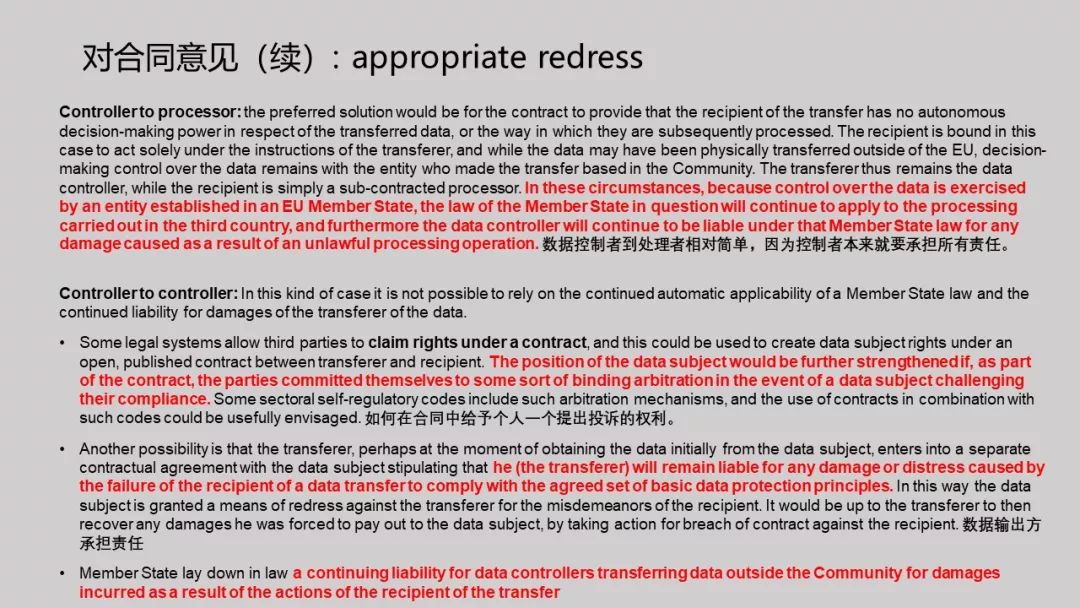 对合同意见（续）: appropriate redress
Controller to processor: the preferred solution would be for the contract to provide that the recipient of the transfer has no autonomous
decision-making power in respect of the transferred data, or the way in which they are subsequently processed. The recipient is bound in this
case to act solely under the instructions of the transferer, and while the data may have been physically transferred outside of the EU, decision-
making control over the data remains with the entity who made the transfer based in the Community. The transferer thus remains the data
controller, while the recipient is simply a sub-contracted processor. In these circumstances, because control over the data is exercised
by an entity established in an EU Member State, the law of the Member State in question will continue to apply to the processing
carried out in the third country, and furthermore the data controller will continue to be liable under that Member State law for any
damage caused as a result of an unlawful processing operation. 数据控制者到处理者相对简单，因为控制者本来就要承担所有责任。
Controller to controller: In this kind of case it is not possible to rely on the continued automatic applicability of a Member State law and the
continued liability for damages of the transferer of the data.
• Some legal systems allow third parties to claim rights under a contract, and this could be used to create data subject rights under an
open, published contract between transferer and recipient. The position of the data subject would be further strengthened if, as part
of the contract, the parties committed themselves to some sort of binding arbitration in the event of a data subject challenging
their compliance. Some sectoral self-regulatory codes include such arbitration mechanisms, and the use of contracts in combination with
such codes could be usefully envisaged. 如何在合同中给予个人一个提出投诉的权利。
• Another possibility is that the transferer, perhaps at the moment of obtaining the data initially from the data subject, enters into a separate
contractual agreement with the data subject stipulating that he (the transferer) will remain liable for any damage or distress caused by
the failure of the recipient of a data transfer to comply with the agreed set of basic data protection principles. In this way the data
subject is granted a means of redress against the transferer for the misdemeanors of the recipient. It would be up to the transferer to then
recover any damages he was forced to pay out to the data subject, by taking action for breach of contract against the recipient. 数据输出方
承担责任
• Member State lay down in law a continuing liability for data controllers transferring data outside the Community for damages
incurred as a result of the actions of the recipient of the transfer